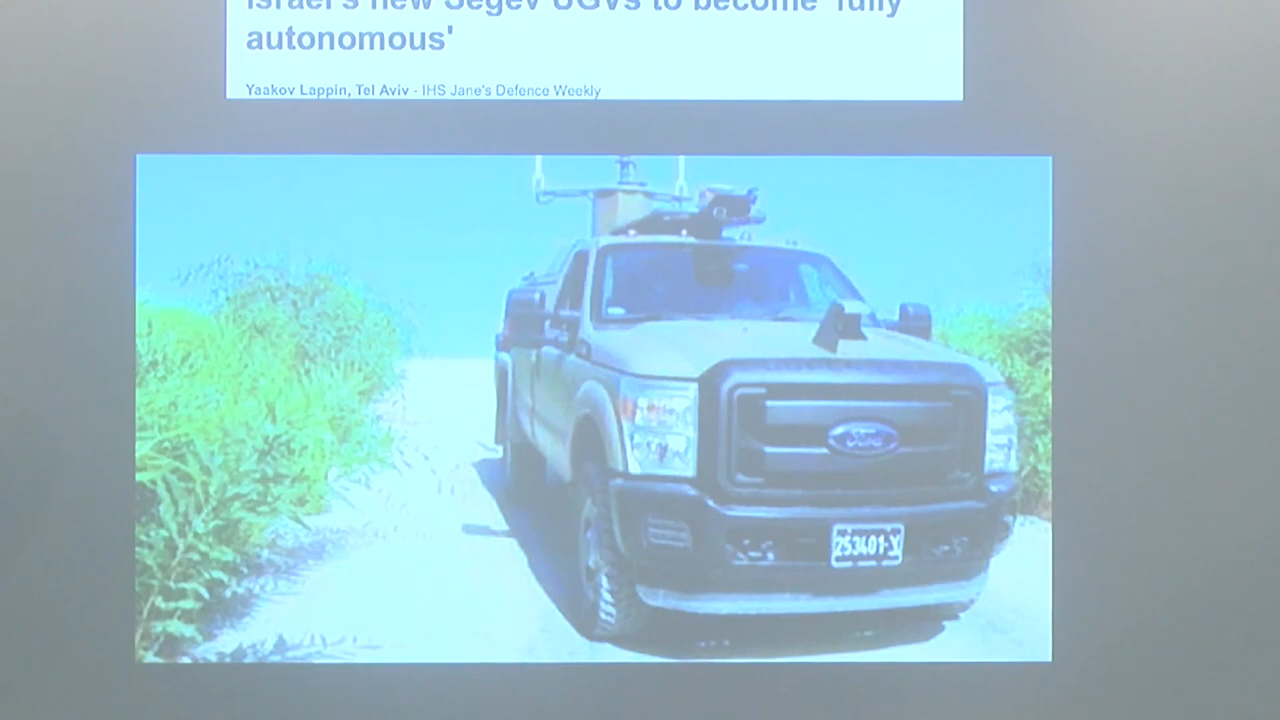 Israel's new Segev UGVs to become 'fully
autonomous'
Yaakov Lappin, Tel Aviv - IHS Jane's Defence Weekly
Ford
253401-צ